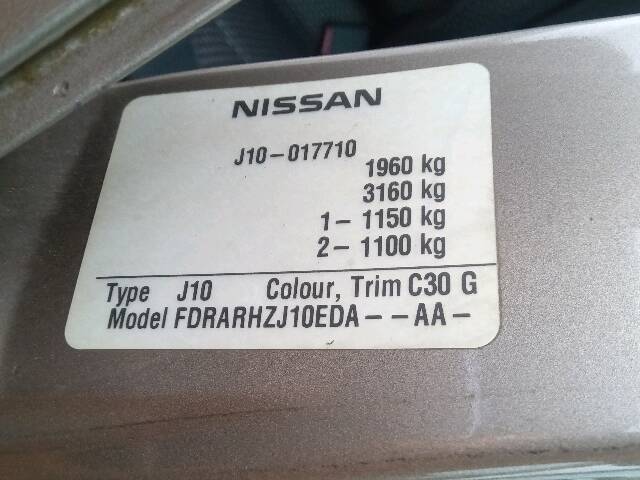 NISSAN
J10-017710
1960 kg
3160 kg
1- 1150 kg
2- 1100 kg
Type J10 Colour, Trim C30 G
Model FDRARHZJ10EDA--AA-